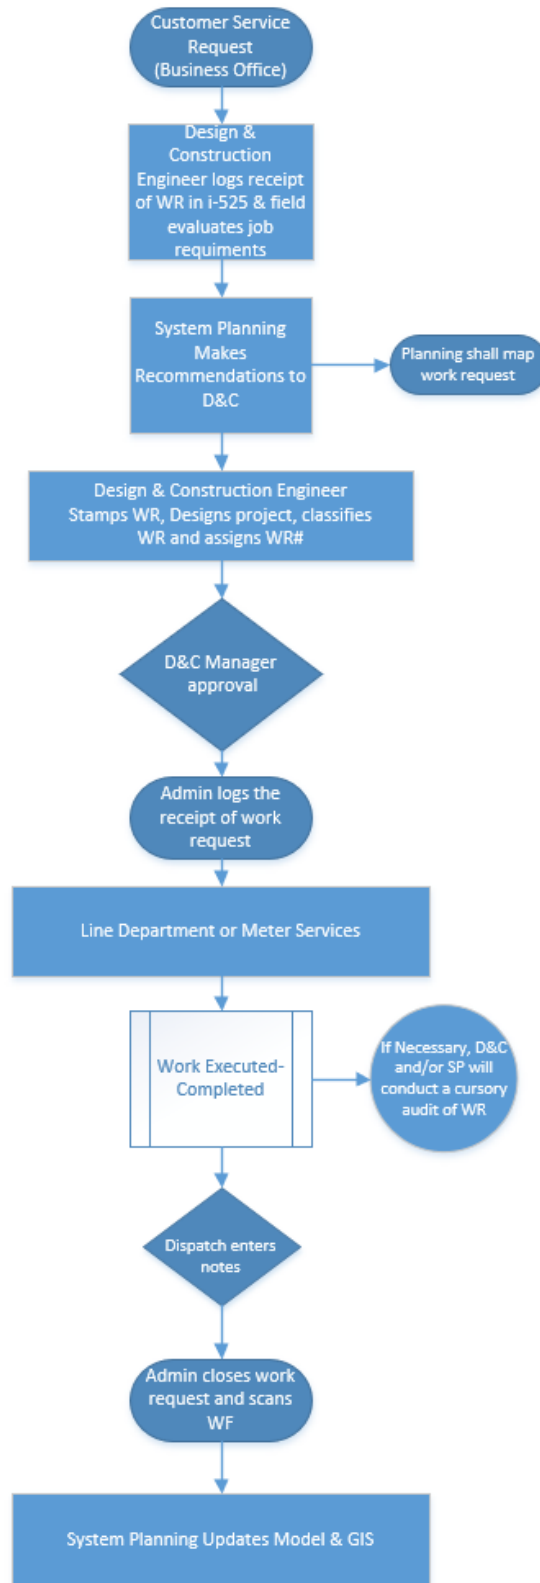 Customer Service
Request
(Business Office)
Design &
Construction
Engineer logs receipt
of WR in i-525 & field
evaluates job
requiments
System Planning
Makes
Recommendations to
D&C
Planning shall map
work request
Design & Construction Engineer
Stamps WR, Designs project, classifies
WR and assigns WR#
D&C Manager
approval
Admin logs the
receipt of work
request
Line Department or Meter Services
Work Executed-
Completed
If Necessary, D&C
and/or SP will
conduct a cursory
audit of WR
Dispatch enters
notes
Admin closes work
request and scans
WF
System Planning Updates Model & GIS